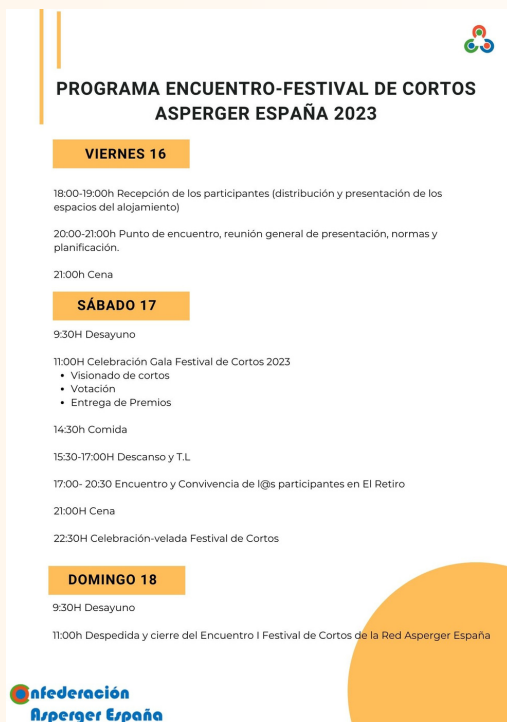 PROGRAMA ENCUENTRO-FESTIVAL DE CORTOS
ASPERGER ESPAÑA 2023
VIERNES 16
18:00-19:00h Recepción de los participantes (distribución y presentación de los
espacios del alojamiento)
20:00-21:00h Punto de encuentro, reunión general de presentación, normas y
planificación.
21:00h Cena
SÁBADO 17
9:30H Desayuno
11:00H Celebración Gala Festival de Cortos 2023
• Visionado de cortos
• Votación
• Entrega de Premios
14:30h Comida
15:30-17:00H Descanso y T.L
17:00- 20:30 Encuentro y Convivencia de l@s participantes en El Retiro
21:00H Cena
22:30H Celebración-velada Festival de Cortos
DOMINGO 18
9:30H Desayuno
11:00h Despedida y cierre del Encuentro I Festival de Cortos de la Red Asperger España
Confederación
Asperger España